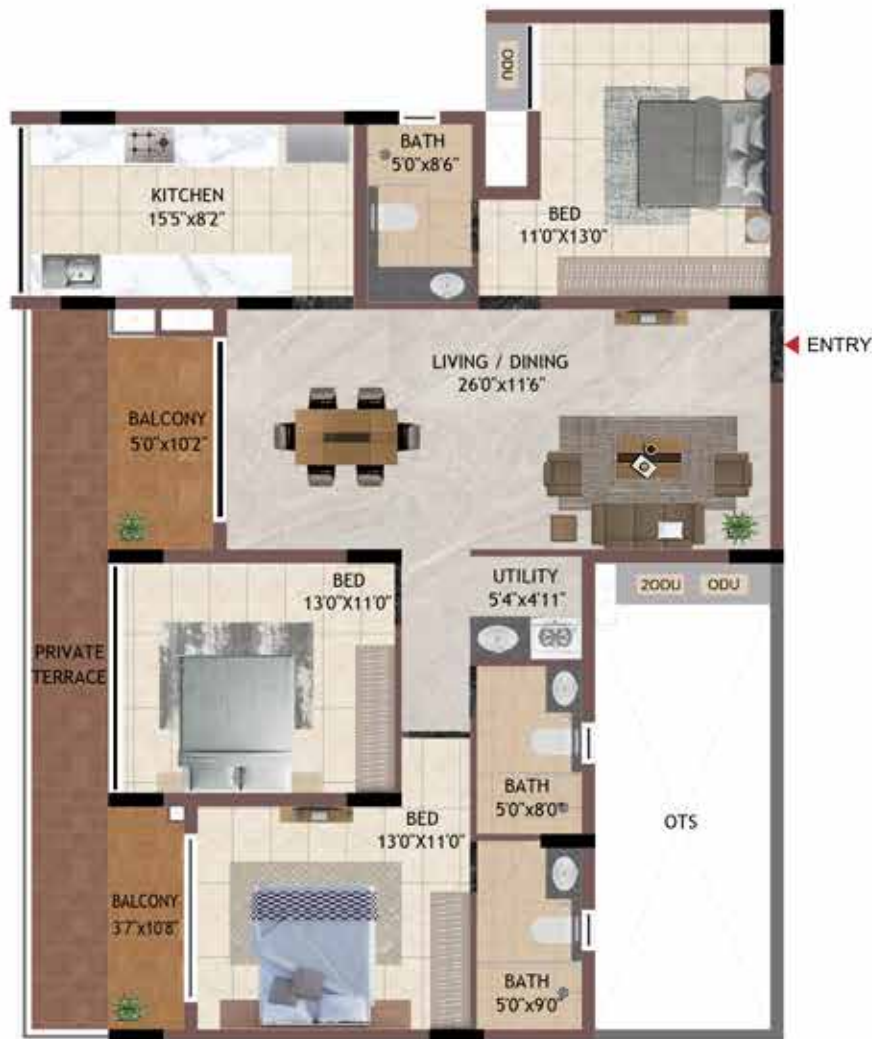 ODU
BATH
5'0"x8'6"
KITCHEN
15'5"x8'2"
BED
11'0"X13'0"
ENTRY
LIVING / DINING
26'0"x11'6"
BALCONY
5'0"x10'2"
BED
13'0"X11'0"
UTILITY
5'4"x4'11"
2ODU
ODU
PRIVATE
TERRACE
BATH
5'0"x8'0"
BED
13'0"X11'0"
OTS
BALCONY
3'7"x10'8"
BATH
5'0"x9'0"